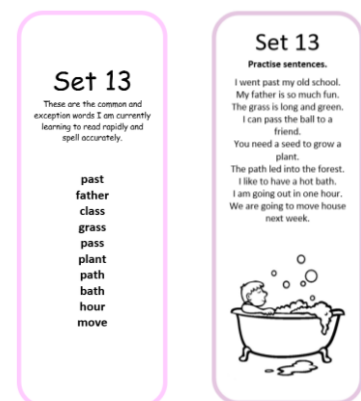 Set 13
These are the common and
exception words I am currently
learning to read rapidly and
spell accurately.
past
father
class
grass
pass
plant
path
bath
hour
move
Set 13
Practise sentences.
I went past my old school.
My father is so much fun.
The grass is long and green.
I can pass the ball to a
friend.
You need a seed to grow a
plant.
The path led into the forest.
I like to have a hot bath.
I am going out in one hour.
We are going to move house
next week.